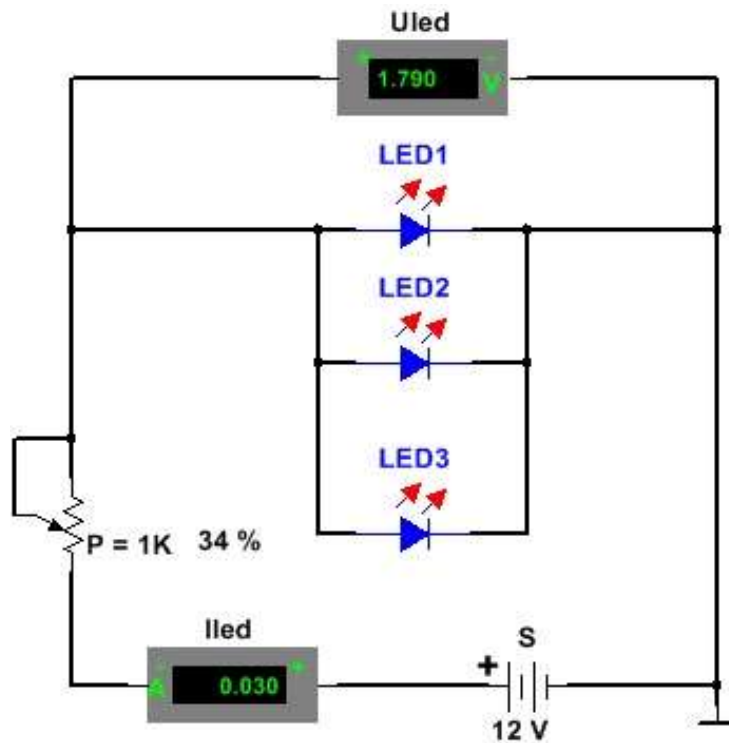 Uled
+ -
1.790 V
LED1
LED2
LED3
P = 1K 34 %
Iled
S
- +
A 0.030
+
12 V